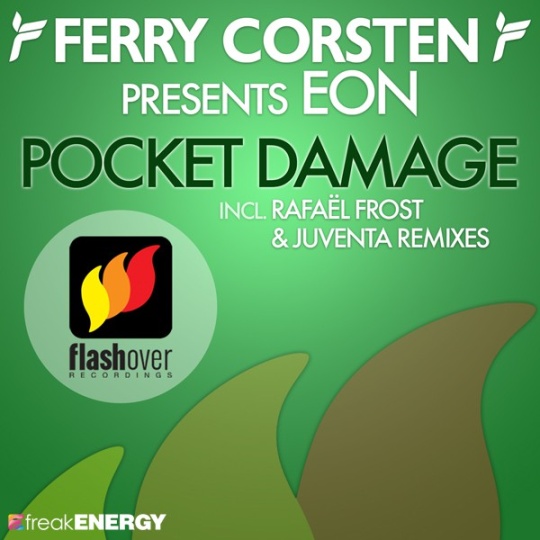 FERRY CORSTEN
PRESENTS EON
POCKET DAMAGE
INCL. RAFAËL FROST
& JUVENTA REMIXES
flashover
RECORDINGS
freakENERGY